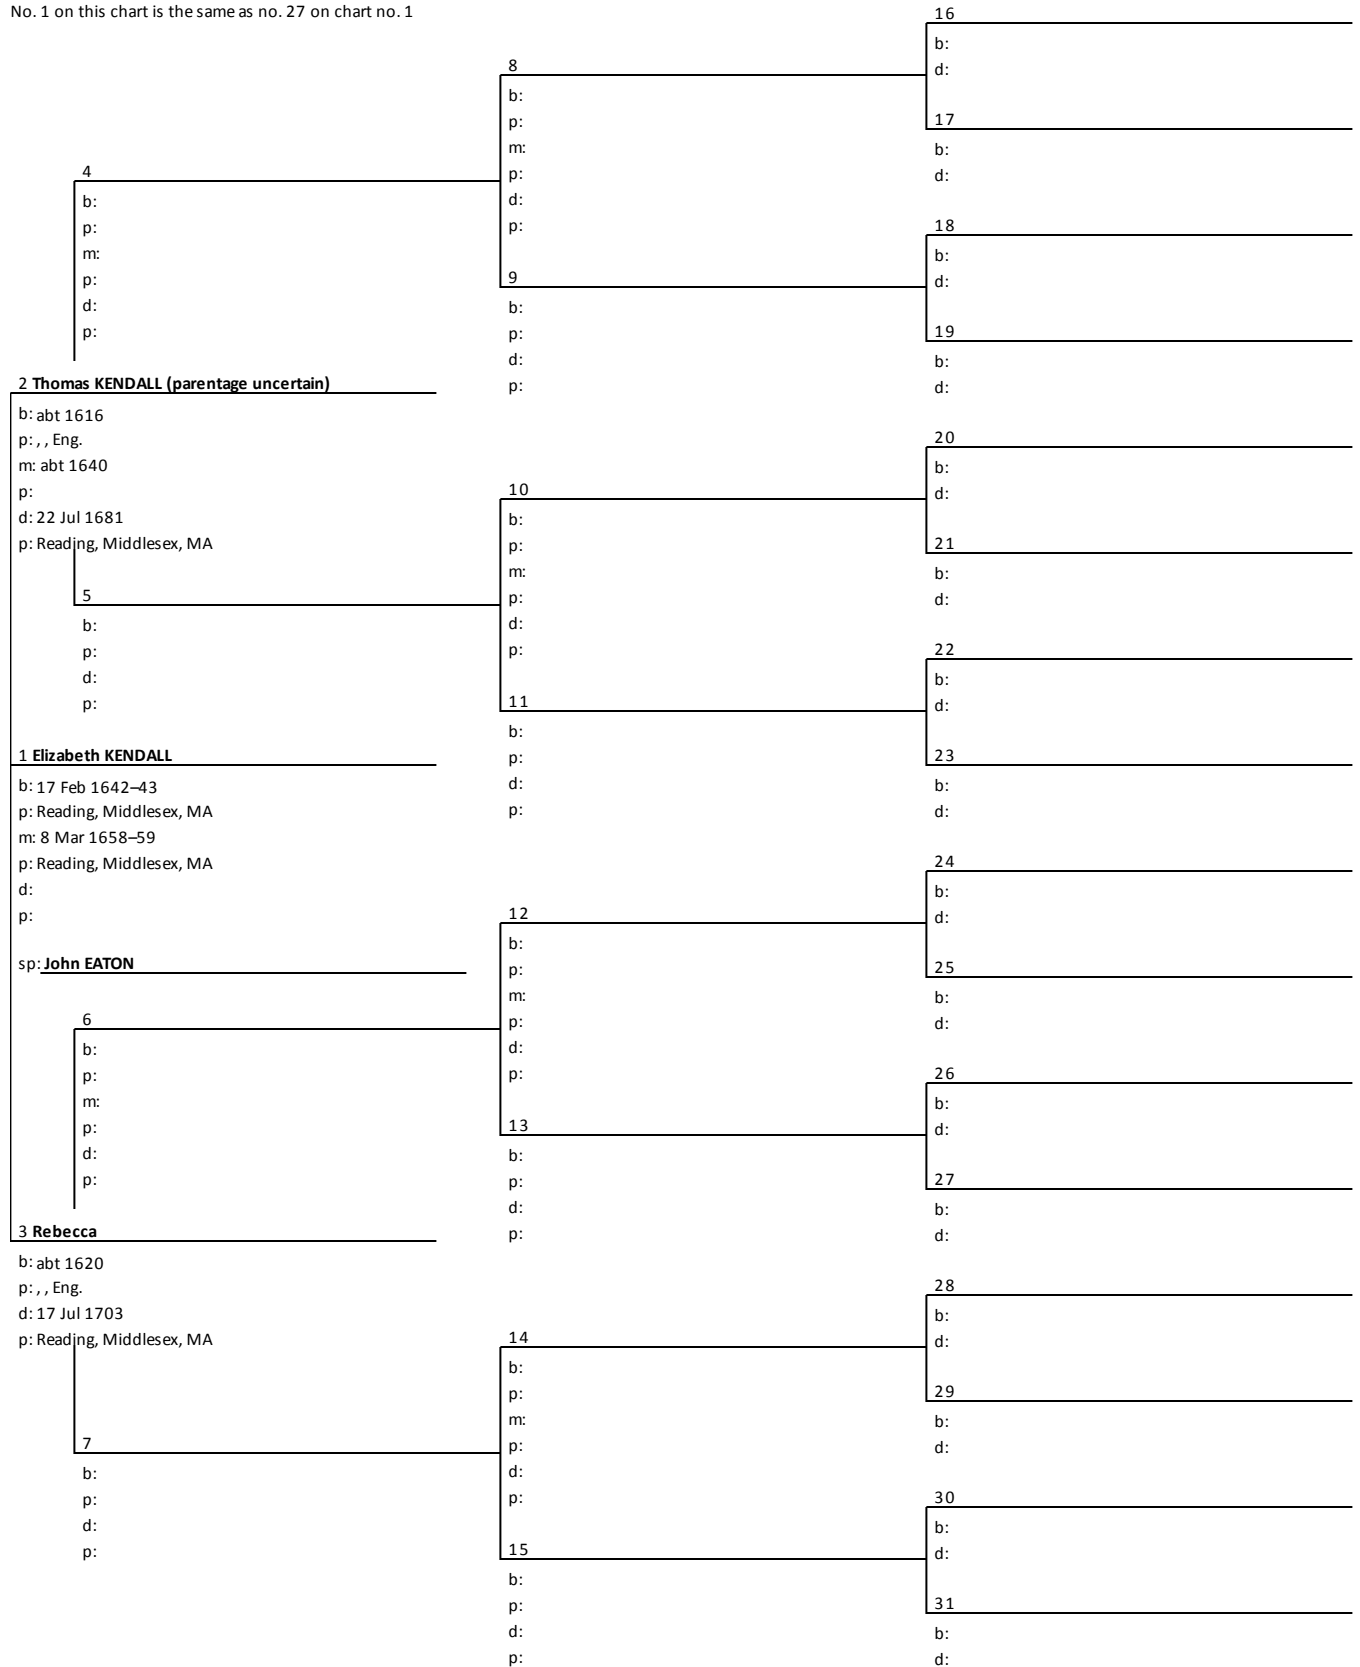 No. 1 on this chart is the same as no. 27 on chart no. 1
16
b:
d:
8
b:
p:
m:
p:
d:
p:
17
b:
d:
4
b:
p:
m:
p:
d:
p:
18
b:
d:
9
b:
p:
d:
p:
19
b:
d:
2 Thomas KENDALL (parentage uncertain)
b: abt 1616
p: , , Eng.
m: abt 1640
p:
d: 22 Jul 1681
p: Reading, Middlesex, MA
20
b:
d:
10
b:
p:
m:
p:
d:
p:
21
b:
d:
5
b:
p:
d:
p:
22
b:
d:
11
b:
p:
d:
p:
23
b:
d:
1 Elizabeth KENDALL
b: 17 Feb 1642–43
p: Reading, Middlesex, MA
m: 8 Mar 1658–59
p: Reading, Middlesex, MA
d:
p:
sp: John EATON
24
b:
d:
12
b:
p:
m:
p:
d:
p:
25
b:
d:
6
b:
p:
m:
p:
d:
p:
26
b:
d:
13
b:
p:
d:
p:
27
b:
d:
3 Rebecca
b: abt 1620
p: , , Eng.
d: 17 Jul 1703
p: Reading, Middlesex, MA
28
b:
d:
14
b:
p:
m:
p:
d:
p:
29
b:
d:
7
b:
p:
d:
p:
30
b:
d:
15
b:
p:
d:
p:
31
b:
d: